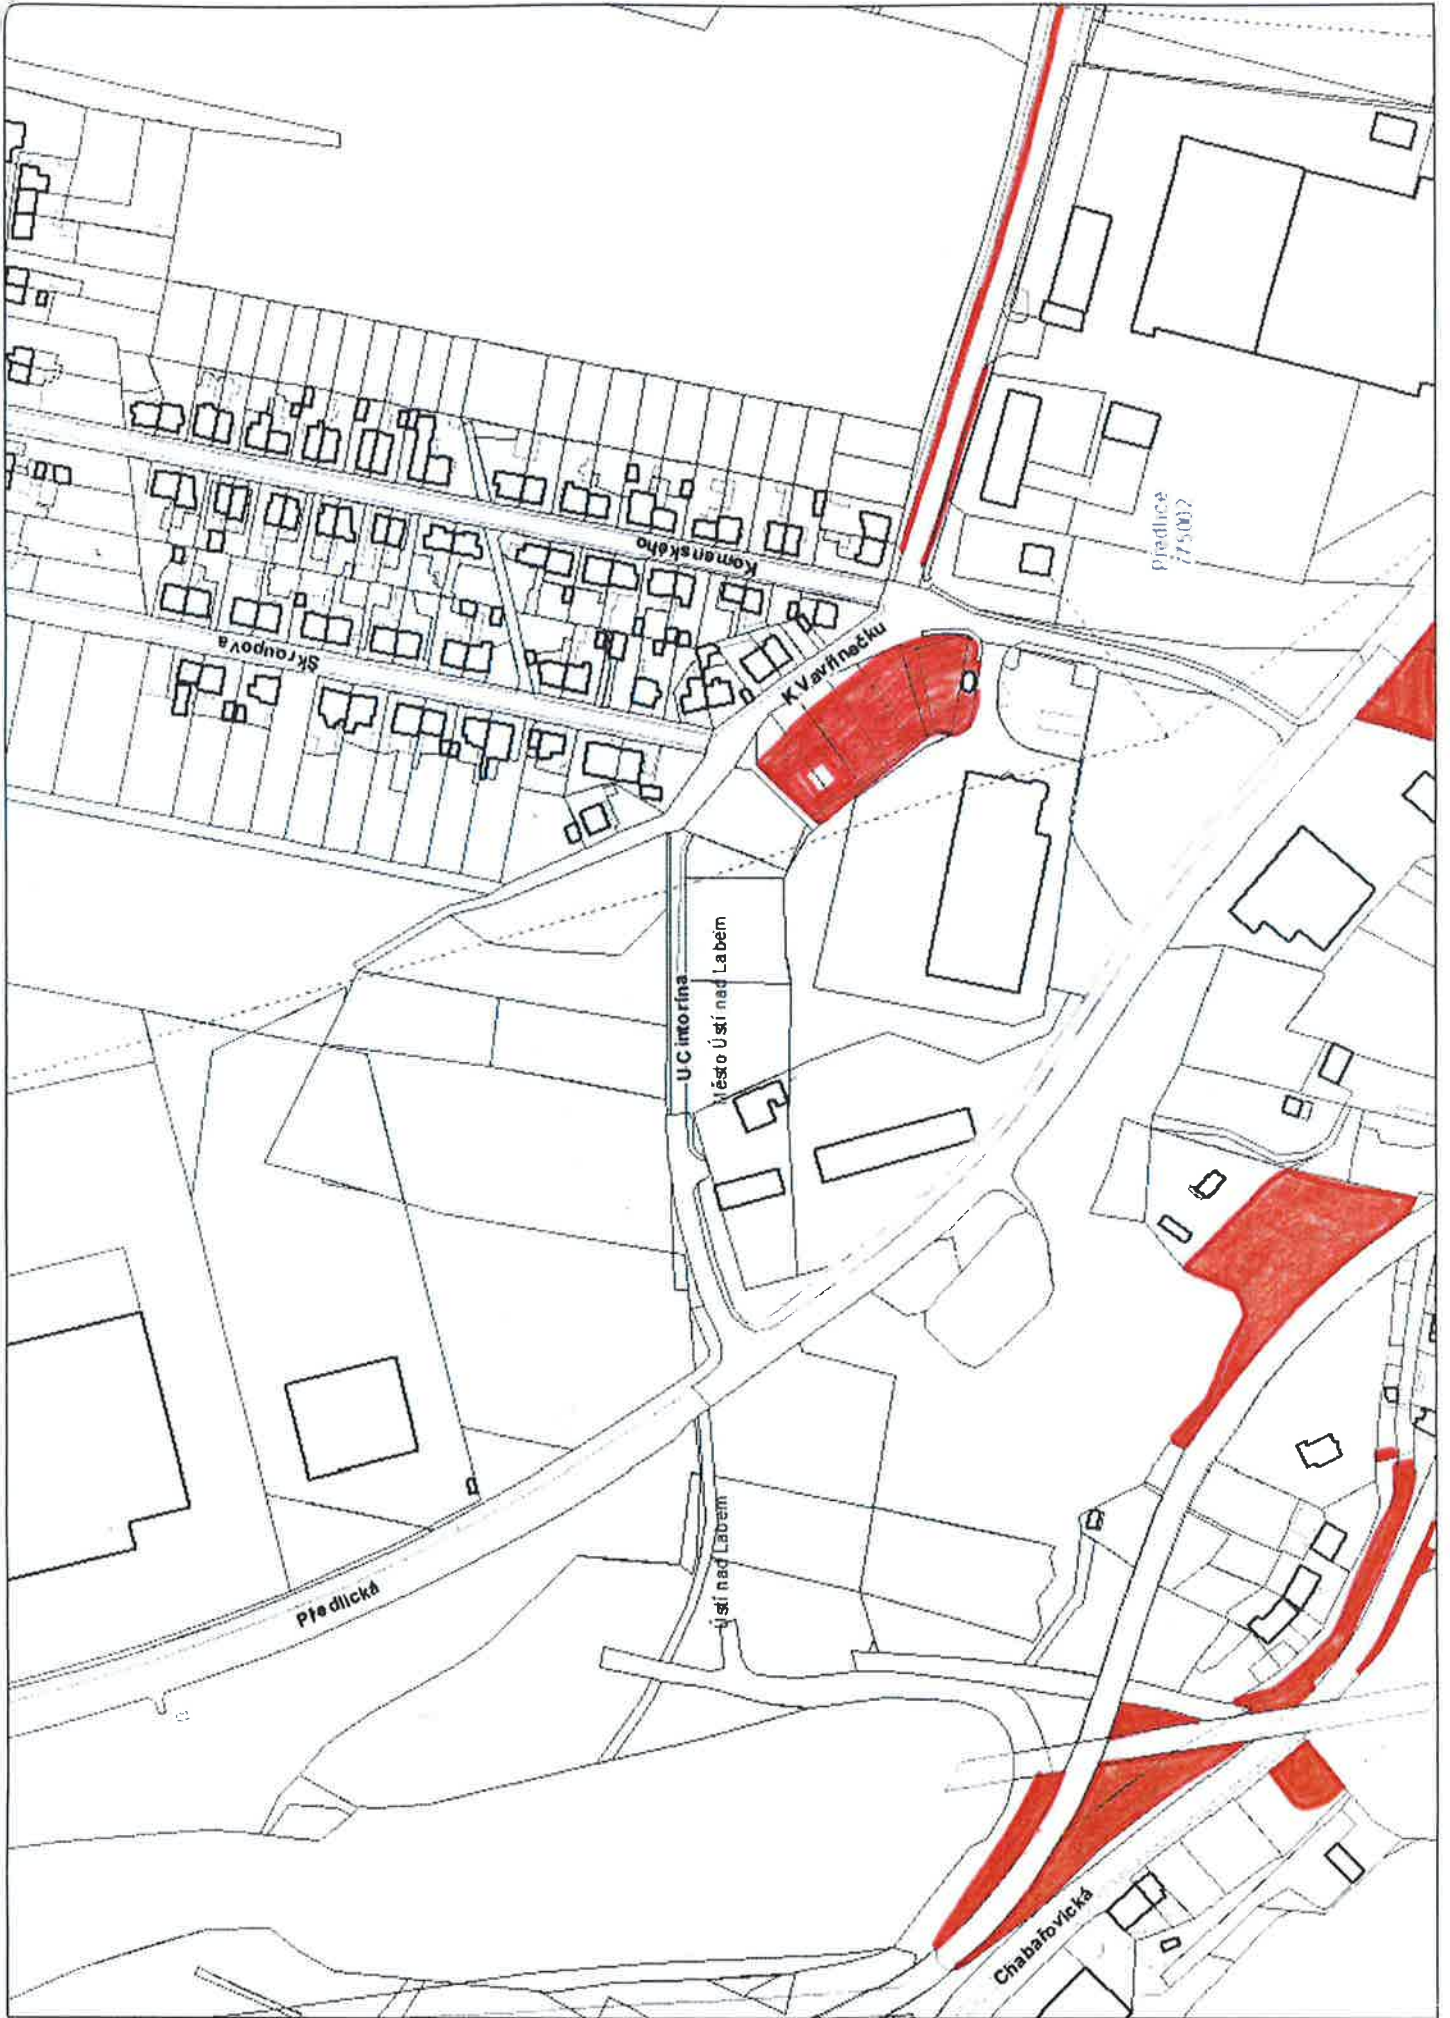 Předlice
775002
Komenského
Škroupova
K Vavřinečku
U Cintorína
Město Ústí nad Labem
Předlická
Ústí nad Labem
Chabařovická